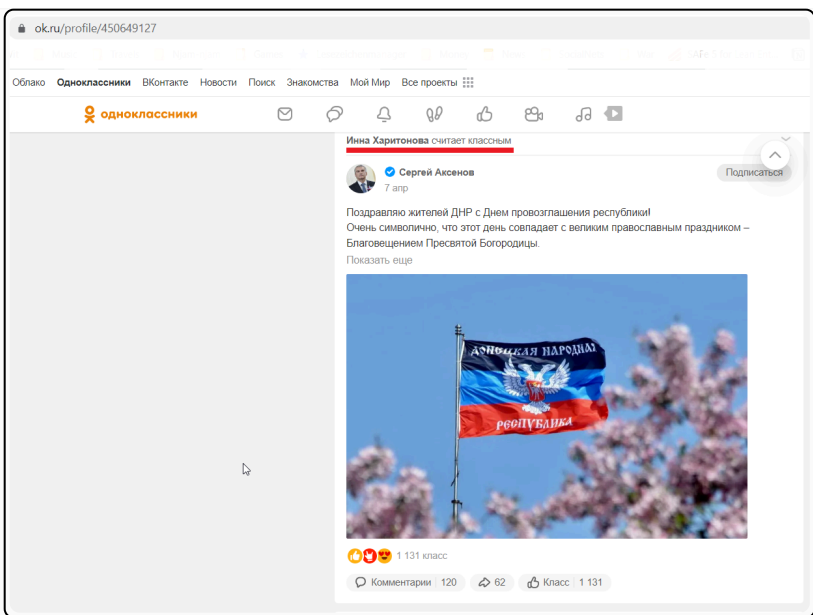 ok.ru/profile/450649127
Облако Одноклассники ВКонтакте Новости Поиск Знакомства Мой Мир Все проекты
одноклассники
Инна Харитонова считает классным
Сергей Аксенов
Подписаться
7 апр
Поздравляю жителей ДНР с Днем провозглашения республики!
Очень символично, что этот день совпадает с великим православным праздником –
Благовещением Пресвятой Богородицы.
Показать еще
ДОНЕЦКАЯ НАРОДНАЯ
РЕСПУБЛИКА
1 131 класс
Комментарии 120 62 Класс 1 131